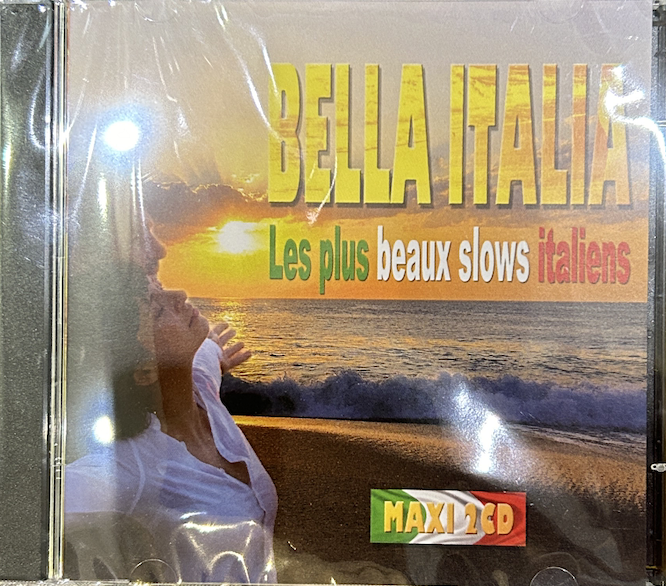 BELLA ITALIA
Les plus beaux slows italiens
MAXI 2CD